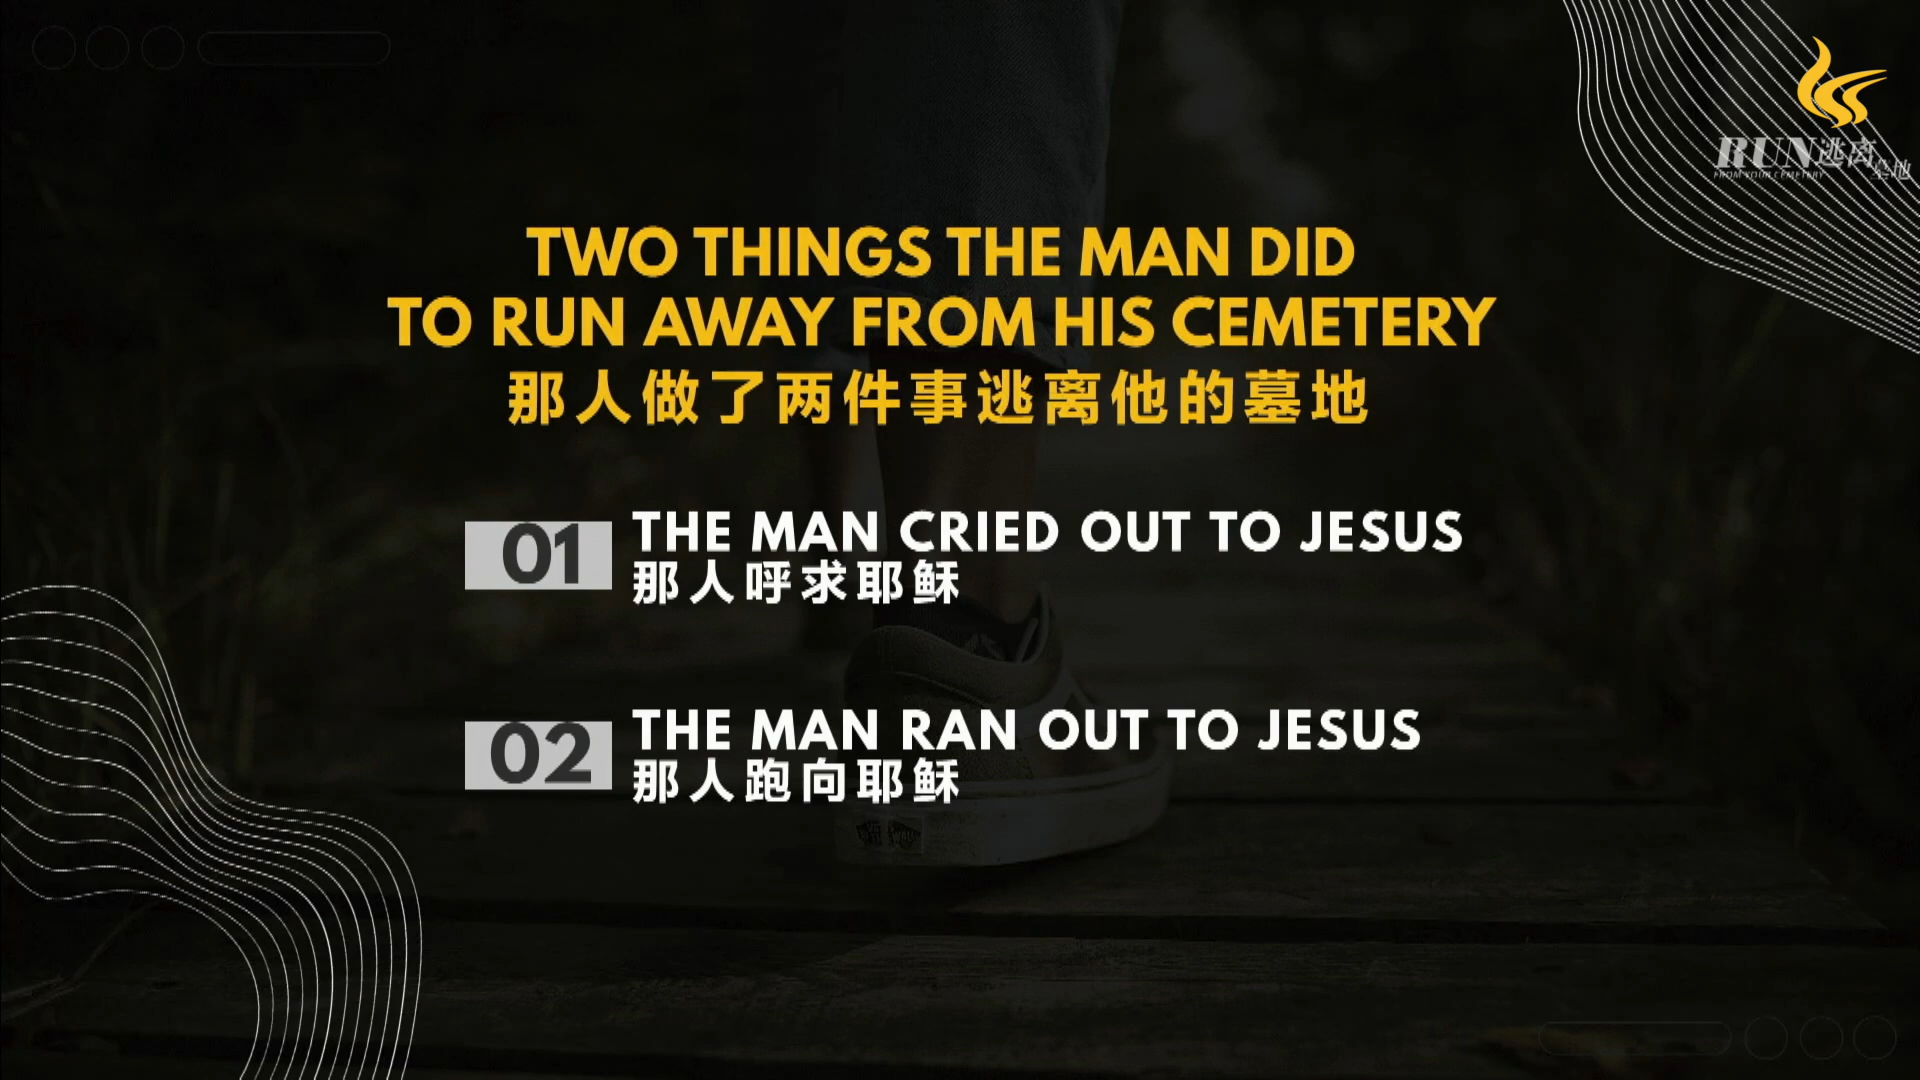 RUN逃离墓地
FROM YOUR CEMETERY
TWO THINGS THE MAN DID
TO RUN AWAY FROM HIS CEMETERY
那人做了两件事逃离他的墓地
01 THE MAN CRIED OUT TO JESUS
那人呼求耶稣
02 THE MAN RAN OUT TO JESUS
那人跑向耶稣